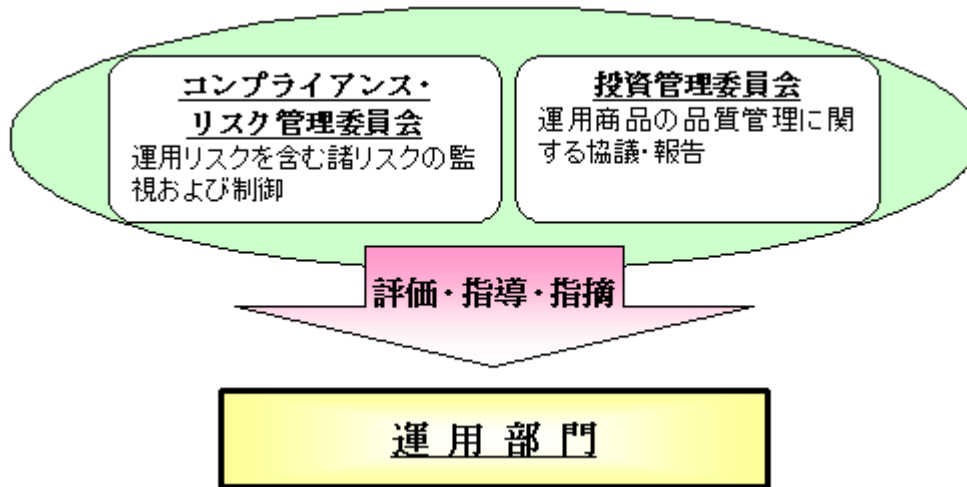 コンプライアンス・
リスク管理委員会
運用リスクを含む諸リスクの監
視および制御
投資管理委員会
運用商品の品質管理に関
する協議・報告
評価・指導・指摘
運用部門